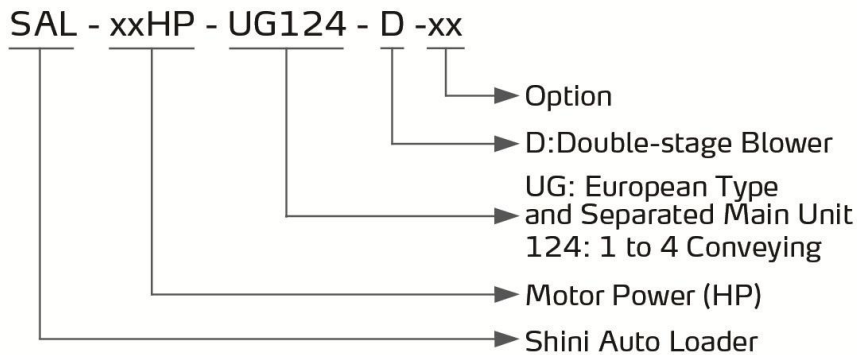 SAL - xxHP - UG124 - D -xx
Option
D:Double-stage Blower
UG: European Type
and Separated Main Unit
124: 1 to 4 Conveying
Motor Power (HP)
Shini Auto Loader